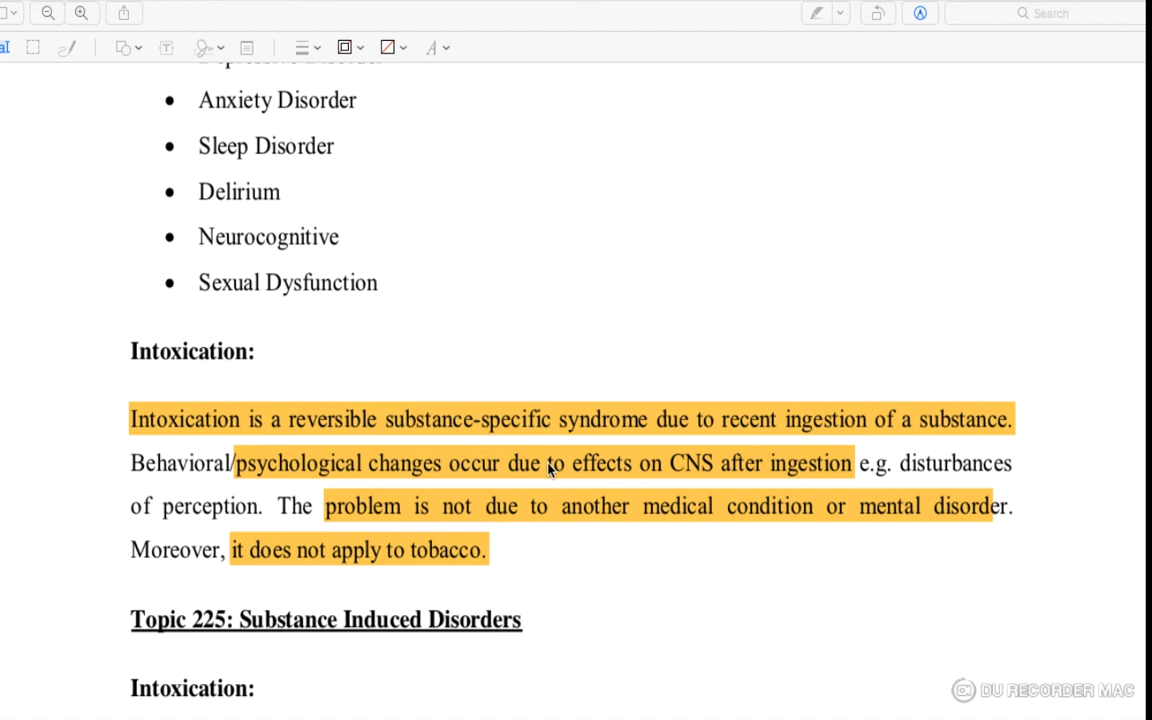 Search
Anxiety Disorder
Sleep Disorder
Delirium
Neurocognitive
Sexual Dysfunction
Intoxication:
Intoxication is a reversible substance-specific syndrome due to recent ingestion of a substance.
Behavioral/psychological changes occur due to effects on CNS after ingestion e.g. disturbances
of perception. The problem is not due to another medical condition or mental disorder.
Moreover, it does not apply to tobacco.
Topic 225: Substance Induced Disorders
Intoxication:
DU RECORDER MAC